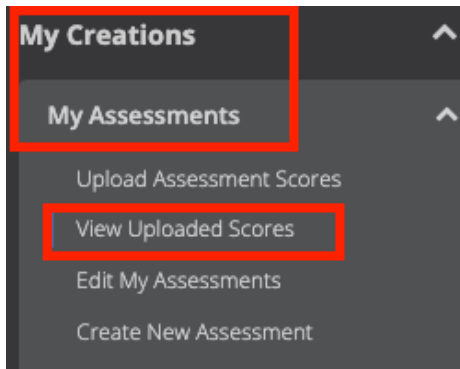 My Creations
My Assessments
Upload Assessment Scores
View Uploaded Scores
Edit My Assessments
Create New Assessment